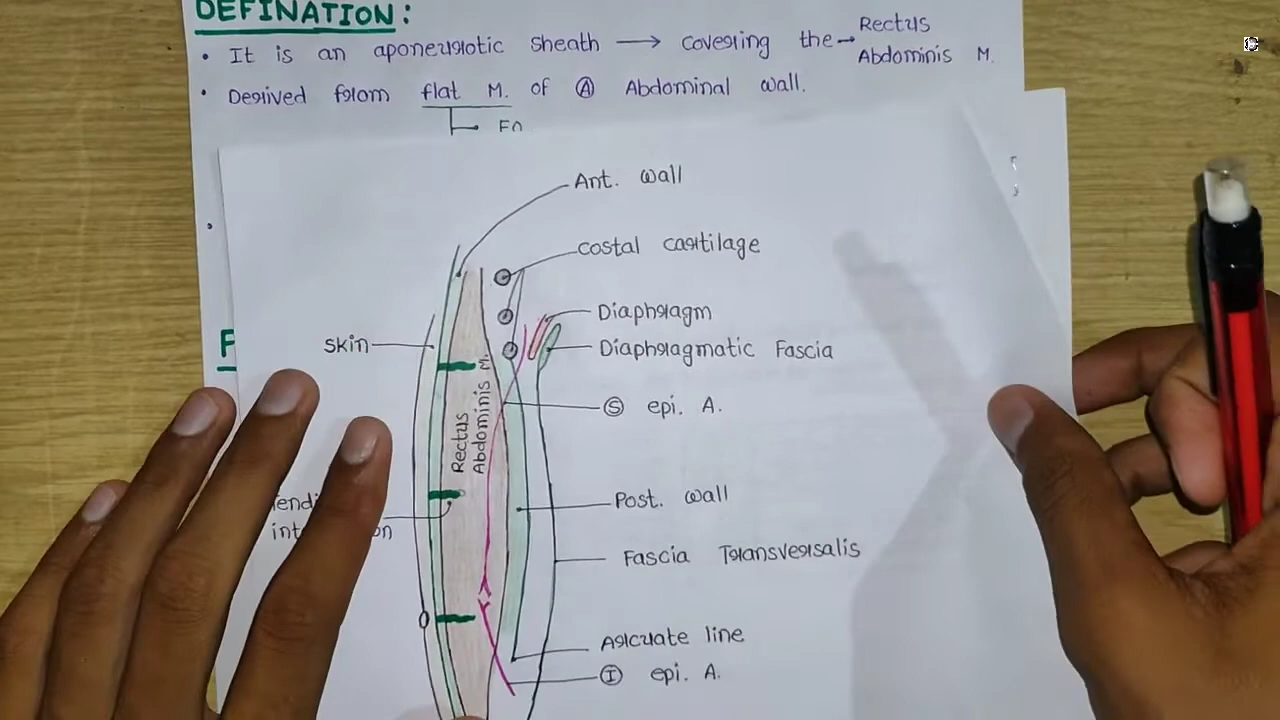 DEFINATION:
• It is an aponeurotic sheath → covering the → Rectus
Abdominis M.
• Derived from flat M. of Ⓐ Abdominal wall.
Ant. wall
costal cartilage
Diaphragm
skin
Diaphragmatic Fascia
Ⓢ epi. A.
Rectus
Abdominis M.
Post. wall
Fascia Transversalis
Arcuate line
Ⓘ epi. A.